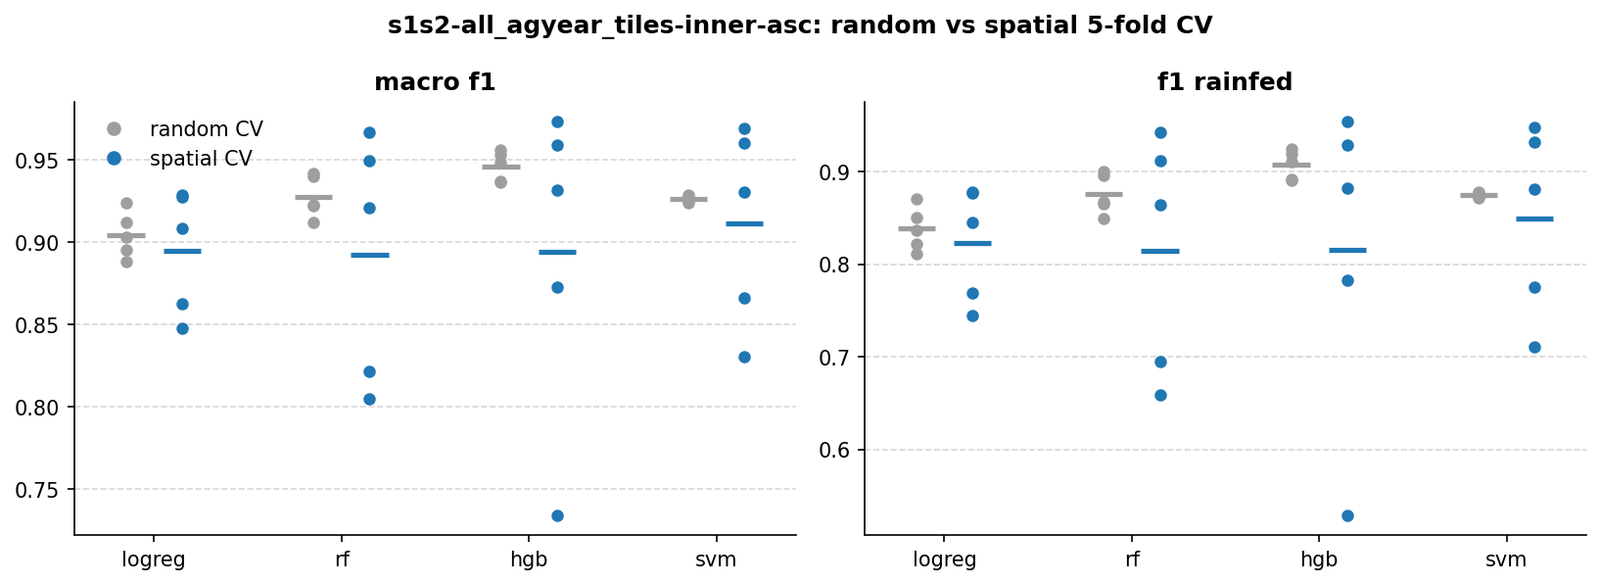 s1s2-all_agyear_tiles-inner-asc: random vs spatial 5-fold CV
macro f1
random CV
spatial CV
0.95
0.90
0.85
0.80
0.75
logreg
rf
hgb
svm
f1 rainfed
0.9
0.8
0.7
0.6
logreg
rf
hgb
svm